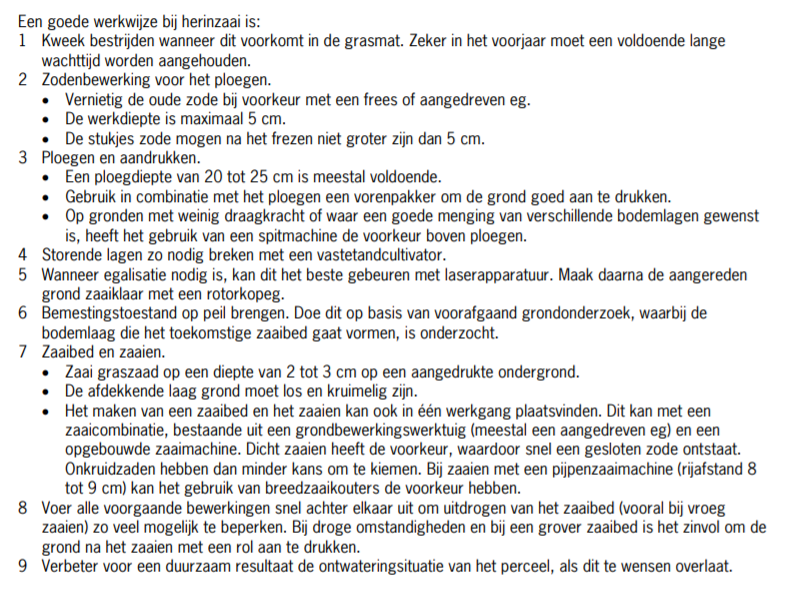 Een goede werkwijze bij herinzaai is:
1 Kweek bestrijden wanneer dit voorkomt in de grasmat. Zeker in het voorjaar moet een voldoende lange
wachttijd worden aangehouden.
2 Zodenbewerking voor het ploegen.
• Vernietig de oude zode bij voorkeur met een frees of aangedreven eg.
• De werkdiepte is maximaal 5 cm.
• De stukjes zode mogen na het frezen niet groter zijn dan 5 cm.
3 Ploegen en aandrukken.
• Een ploegdiepte van 20 tot 25 cm is meestal voldoende.
• Gebruik in combinatie met het ploegen een vorenpakker om de grond goed aan te drukken.
• Op gronden met weinig draagkracht of waar een goede menging van verschillende bodemlagen gewenst
is, heeft het gebruik van een spitmachine de voorkeur boven ploegen.
4 Storende lagen zo nodig breken met een vastetandcultivator.
5 Wanneer egalisatie nodig is, kan dit het beste gebeuren met laserapparatuur. Maak daarna de aangereden
grond zaaiklaar met een rotorkopeg.
6 Bemestingstoestand op peil brengen. Doe dit op basis van voorafgaand grondonderzoek, waarbij de
bodemlaag die het toekomstige zaaibed gaat vormen, is onderzocht.
7 Zaaibed en zaaien.
• Zaai graszaad op een diepte van 2 tot 3 cm op een aangedrukte ondergrond.
• De afdekkende laag grond moet los en kruimelig zijn.
• Het maken van een zaaibed en het zaaien kan ook in één werkgang plaatsvinden. Dit kan met een
zaaicombinatie, bestaande uit een grondbewerkingswerktuig (meestal een aangedreven eg) en een
opgebouwde zaaimachine. Dicht zaaien heeft de voorkeur, waardoor snel een gesloten zode ontstaat.
Onkruidzaden hebben dan minder kans om te kiemen. Bij zaaien met een pijpenzaaimachine (rijafstand 8
tot 9 cm) kan het gebruik van breedzaaikouters de voorkeur hebben.
8 Voer alle voorgaande bewerkingen snel achter elkaar uit om uitdrogen van het zaaibed (vooral bij vroeg
zaaien) zo veel mogelijk te beperken. Bij droge omstandigheden en bij een grover zaaibed is het zinvol om de
grond na het zaaien met een rol aan te drukken.
9 Verbeter voor een duurzaam resultaat de ontwateringsituatie van het perceel, als dit te wensen overlaat.